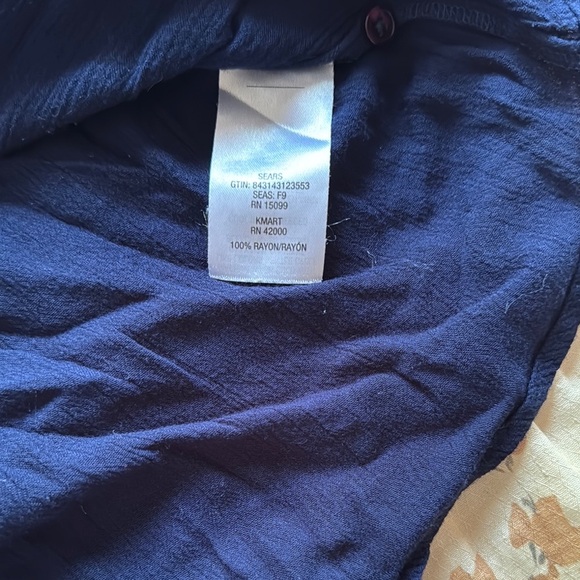 SEARS
GTIN: 843143123553
SEAS: F9
RN 15099
KMART
RN 42000
100% RAYON/RAYÓN